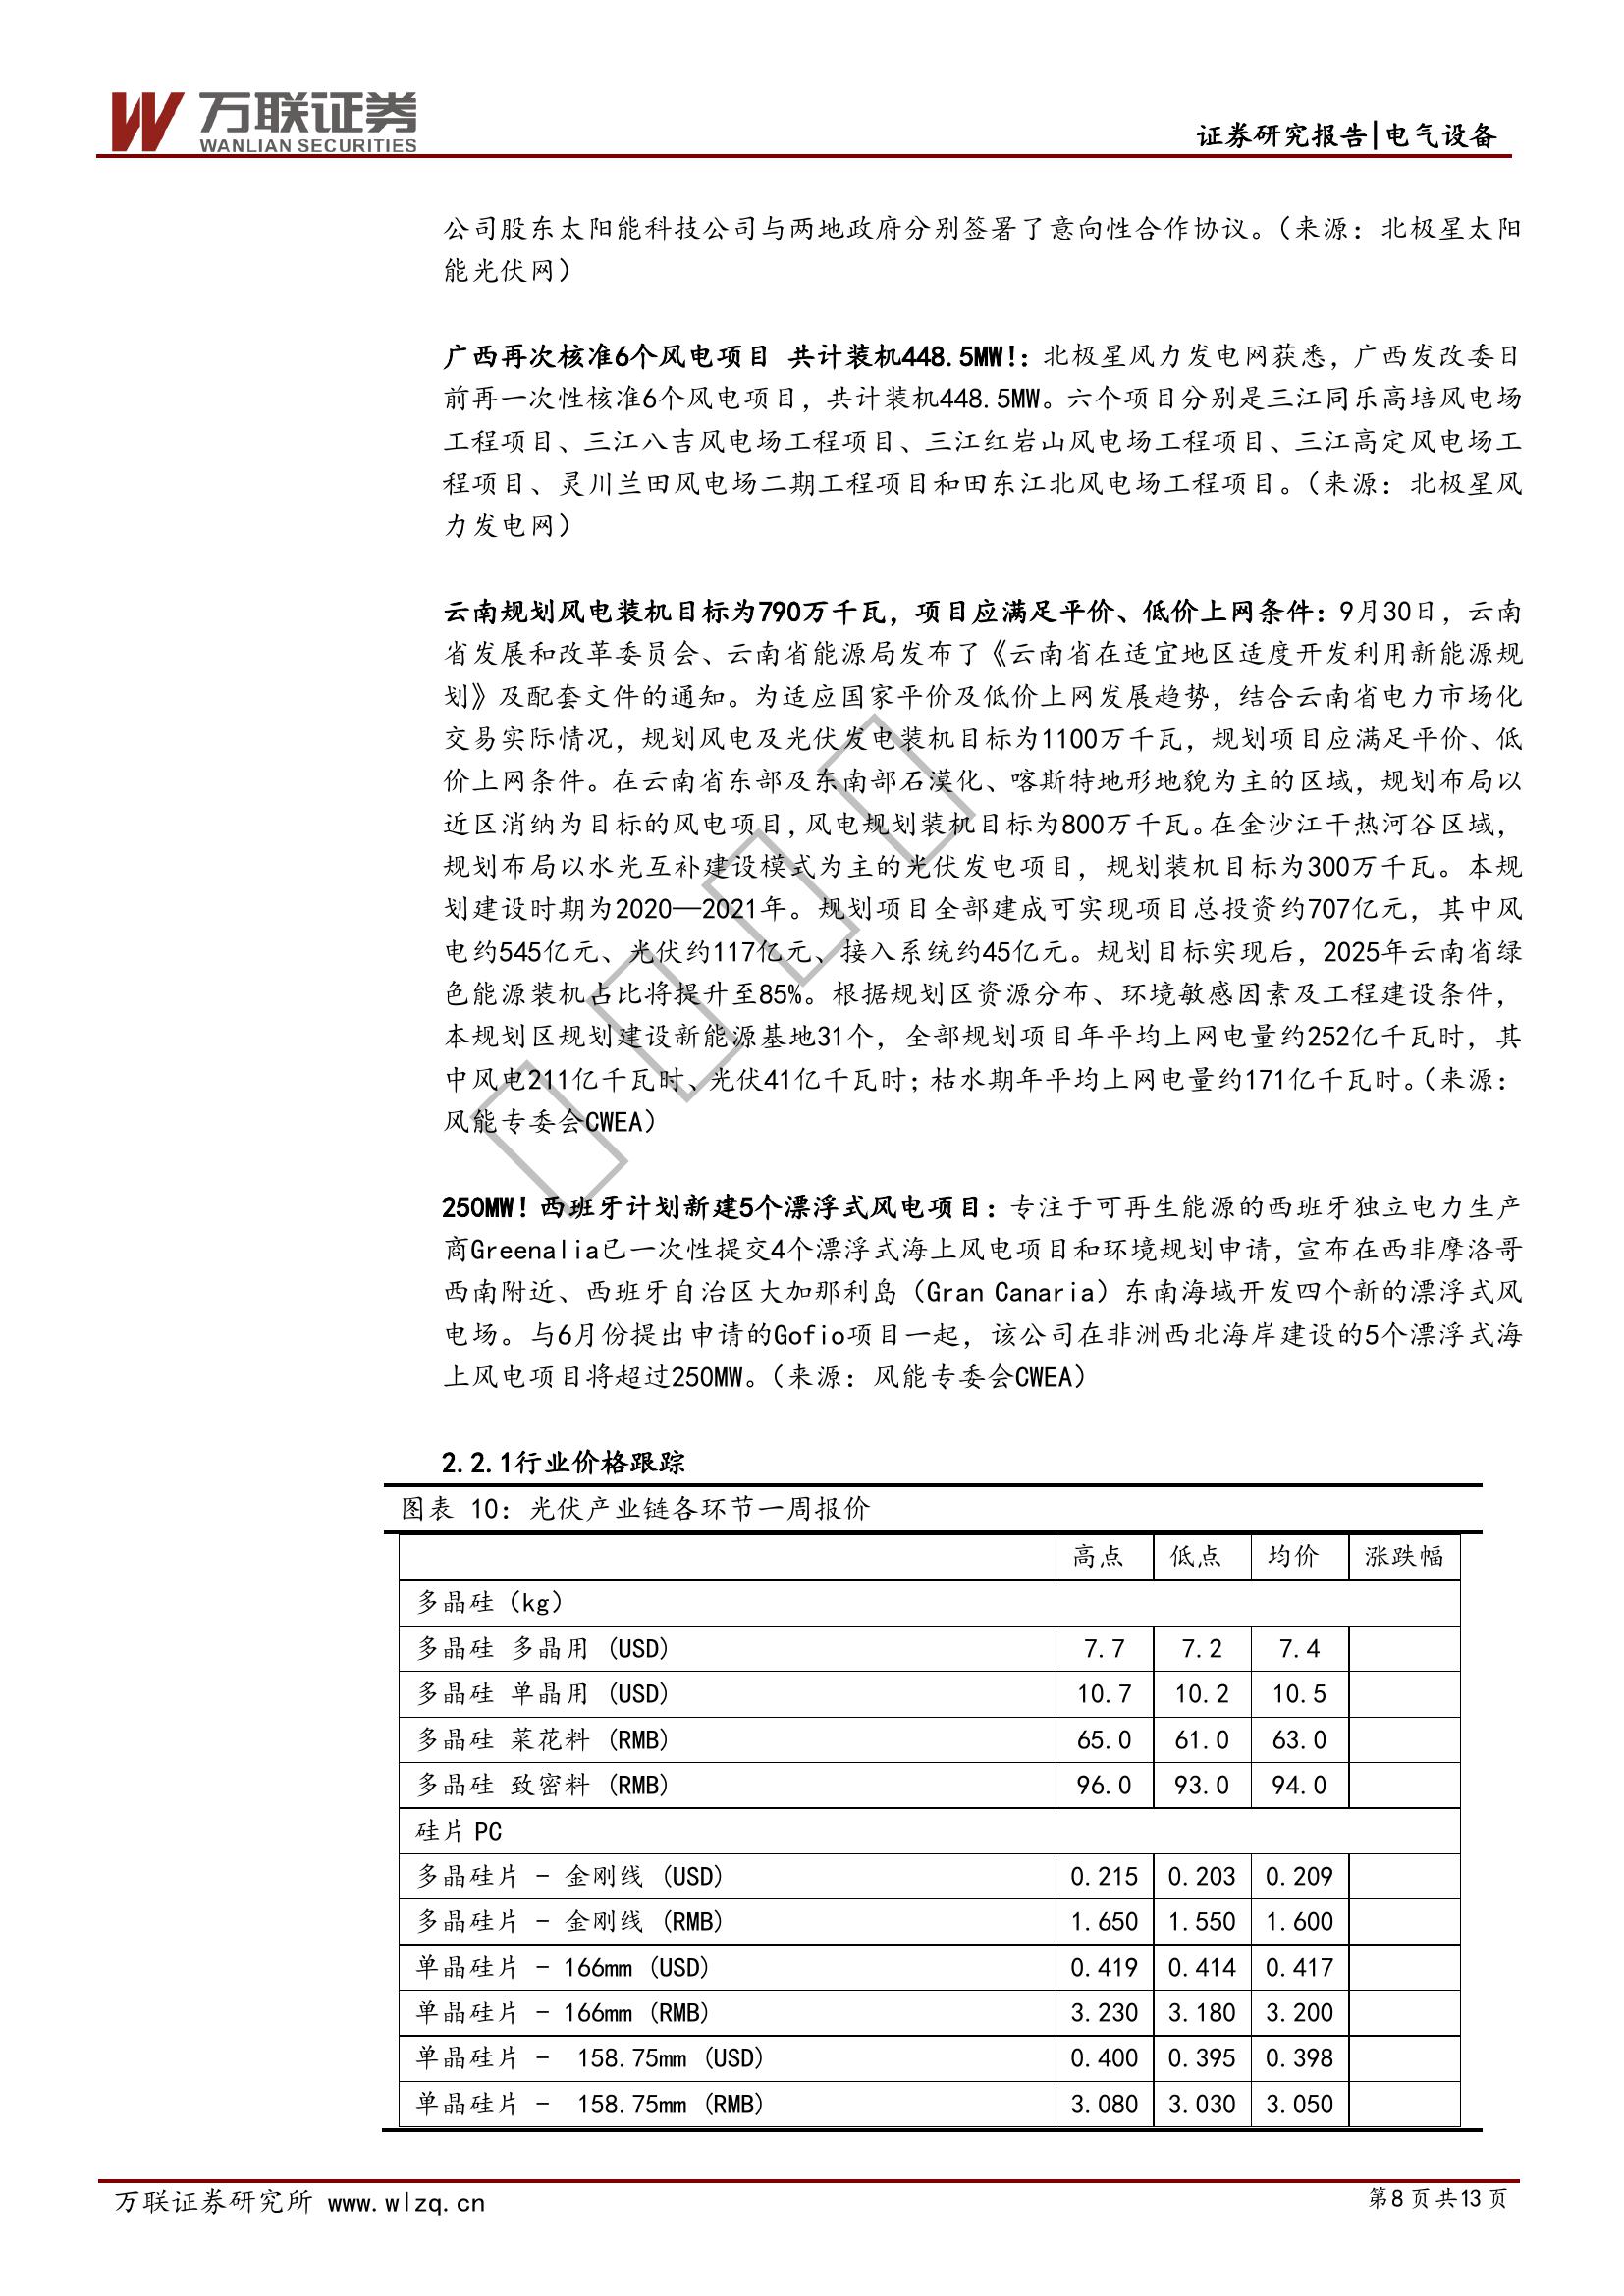 万联证券
WANLIAN SECURITIES
证券研究报告|电气设备
公司股东太阳能科技公司与两地政府分别签署了意向性合作协议。（来源：北极星太阳
能光伏网）
广西再次核准6个风电项目 共计装机448.5MW!：北极星风力发电网获悉，广西发改委日
前再一次性核准6个风电项目，共计装机448.5MW。六个项目分别是三江同乐高培风电场
工程项目、三江八吉风电场工程项目、三江红岩山风电场工程项目、三江高定风电场工
程项目、灵川兰田风电场二期工程项目和田东江北风电场工程项目。（来源：北极星风
力发电网）
云南规划风电装机目标为790万千瓦，项目应满足平价、低价上网条件：9月30日，云南
省发展和改革委员会、云南省能源局发布了《云南省在适宜地区适度开发利用新能源规
划》及配套文件的通知。为适应国家平价及低价上网发展趋势，结合云南省电力市场化
交易实际情况，规划风电及光伏发电装机目标为1100万千瓦，规划项目应满足平价、低
价上网条件。在云南省东部及东南部石漠化、喀斯特地形地貌为主的区域，规划布局以
近区消纳为目标的风电项目，风电规划装机目标为800万千瓦。在金沙江干热河谷区域，
规划布局以水光互补建设模式为主的光伏发电项目，规划装机目标为300万千瓦。本规
划建设时期为2020—2021年。规划项目全部建成可实现项目总投资约707亿元，其中风
电约545亿元、光伏约117亿元、接入系统约45亿元。规划目标实现后，2025年云南省绿
色能源装机占比将提升至85%。根据规划区资源分布、环境敏感因素及工程建设条件，
本规划区规划建设新能源基地31个，全部规划项目年平均上网电量约252亿千瓦时，其
中风电211亿千瓦时、光伏41亿千瓦时；枯水期年平均上网电量约171亿千瓦时。（来源：
风能专委会CWEA）
250MW！西班牙计划新建5个漂浮式风电项目：专注于可再生能源的西班牙独立电力生产
商Greenalia已一次性提交4个漂浮式海上风电项目和环境规划申请，宣布在西非摩洛哥
西南附近、西班牙自治区大加那利岛（Gran Canaria）东南海域开发四个新的漂浮式风
电场。与6月份提出申请的Gofio项目一起，该公司在非洲西北海岸建设的5个漂浮式海
上风电项目将超过250MW。（来源：风能专委会CWEA）
2.2.1行业价格跟踪
图表 10：光伏产业链各环节一周报价
高点 低点 均价 涨跌幅
多晶硅（kg）
多晶硅 多晶用 (USD) 7.7 7.2 7.4
多晶硅 单晶用 (USD) 10.7 10.2 10.5
多晶硅 菜花料 (RMB) 65.0 61.0 63.0
多晶硅 致密料 (RMB) 96.0 93.0 94.0
硅片 PC
多晶硅片 - 金刚线 (USD) 0.215 0.203 0.209
多晶硅片 - 金刚线 (RMB) 1.650 1.550 1.600
单晶硅片 - 166mm (USD) 0.419 0.414 0.417
单晶硅片 - 166mm (RMB) 3.230 3.180 3.200
单晶硅片 - 158.75mm (USD) 0.400 0.395 0.398
单晶硅片 - 158.75mm (RMB) 3.080 3.030 3.050
万联证券研究所 www.wlzq.cn
第8页共13页